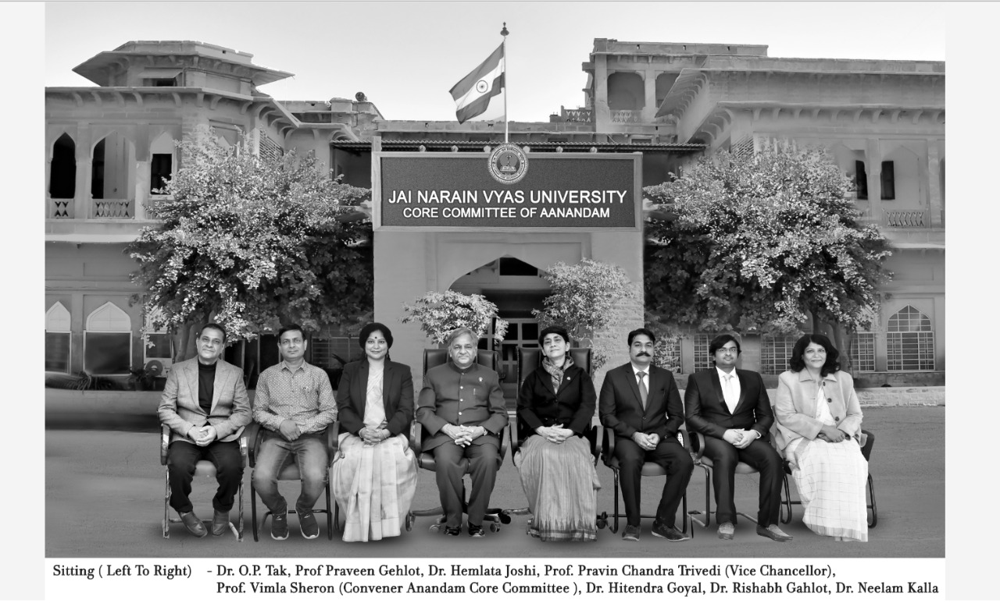 JAI NARAIN VYAS UNIVERSITY
CORE COMMITTEE OF AANANDAM
Sitting ( Left To Right) - Dr. O.P. Tak, Prof Praveen Gehlot, Dr. Hemlata Joshi, Prof. Pravin Chandra Trivedi (Vice Chancellor),
Prof. Vimla Sheron (Convener Anandam Core Committee ), Dr. Hitendra Goyal, Dr. Rishabh Gahlot, Dr. Neelam Kalla